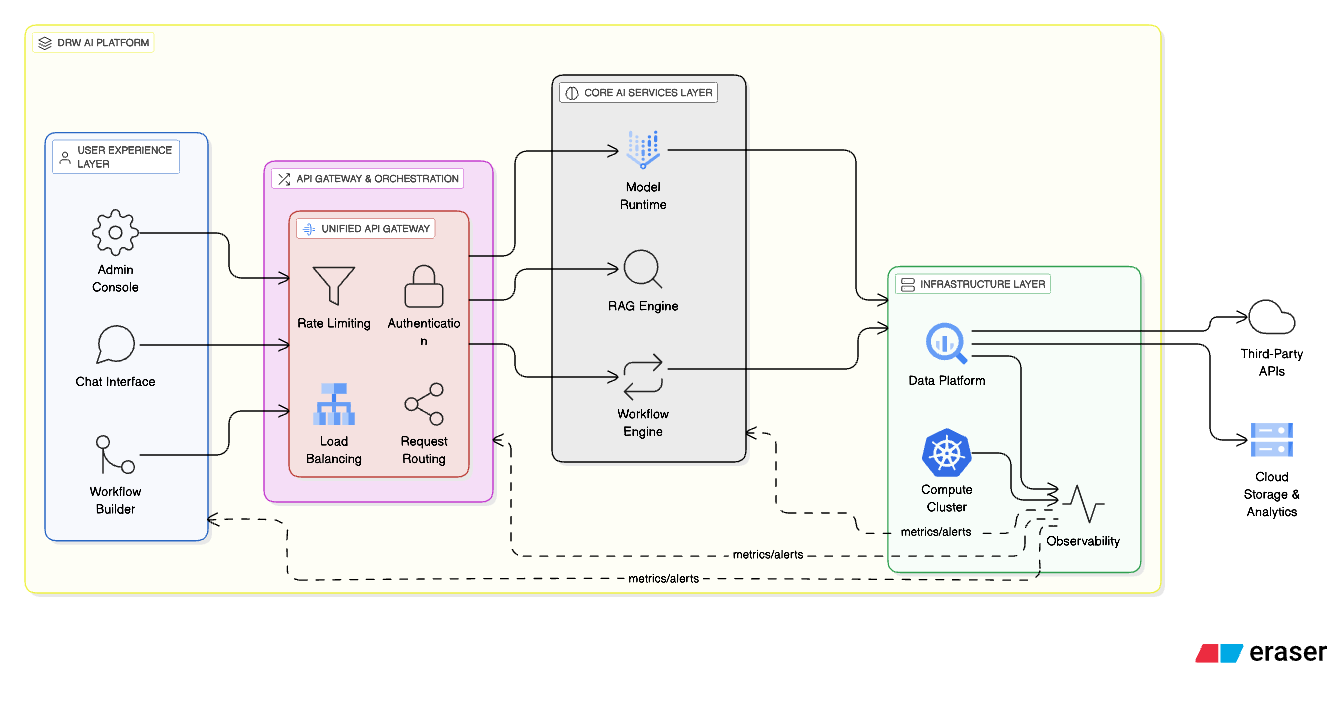 DRW AI PLATFORM
USER EXPERIENCE
LAYER
Admin
Console
Chat Interface
Workflow
Builder
API GATEWAY & ORCHESTRATION
UNIFIED API GATEWAY
Rate Limiting
Authenticatio
n
Load
Balancing
Request
Routing
CORE AI SERVICES LAYER
Model
Runtime
RAG Engine
Workflow
Engine
INFRASTRUCTURE LAYER
Data Platform
Compute
Cluster
Observability
metrics/alerts
metrics/alerts
metrics/alerts
Third-Party
APIs
Cloud
Storage &
Analytics
eraser